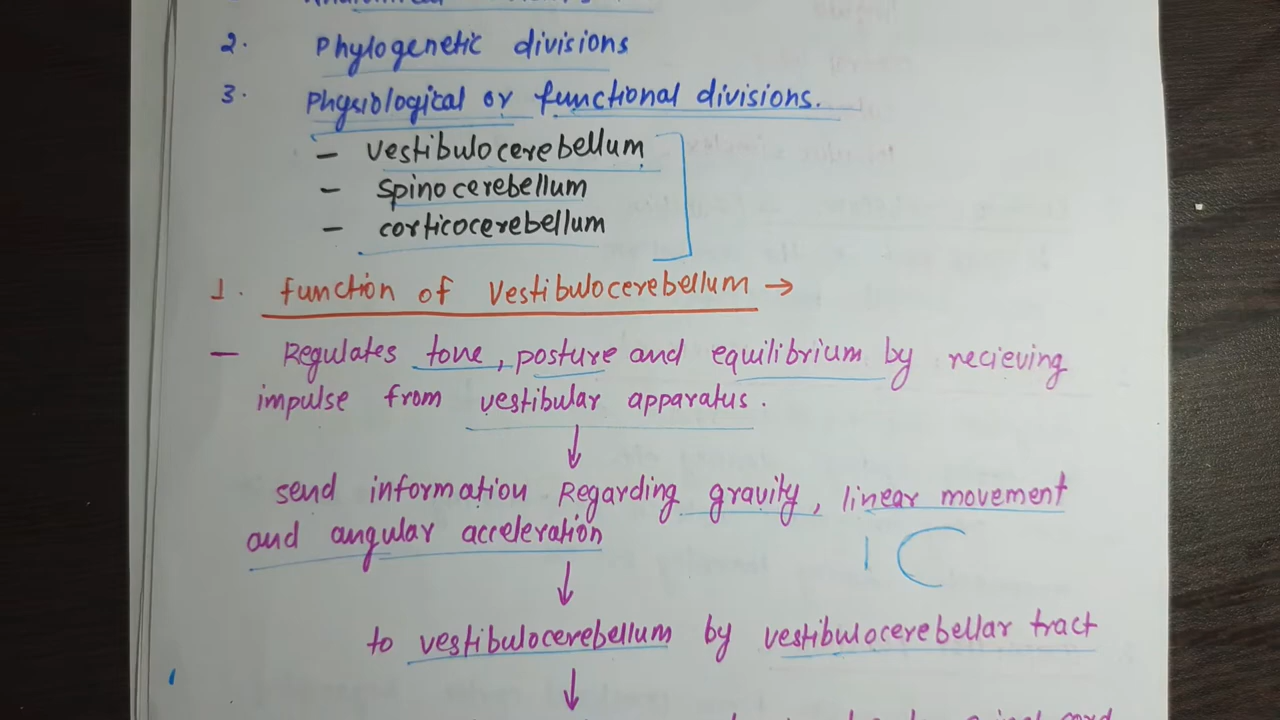 2. Phylogenetic divisions
3. Physiological or functional divisions.
- vestibulocerebellum
- spinocerebellum
- corticocerebellum
1. function of vestibulocerebellum →
- Regulates tone, posture and equilibrium by recieving
impulse from vestibular apparatus.
↓
send information Regarding gravity, linear movement
and angular acceleration
↓
to vestibulocerebellum by vestibulocerebellar tract
↓